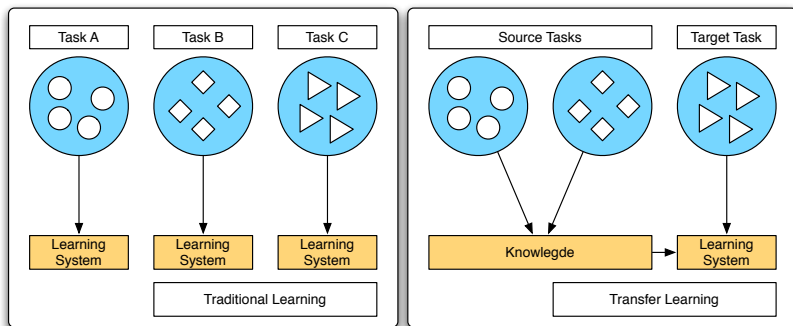 Task A
Task B
Task C
Learning
System
Learning
System
Learning
System
Traditional Learning
Source Tasks
Target Task
Knowlegde
Learning
System
Transfer Learning